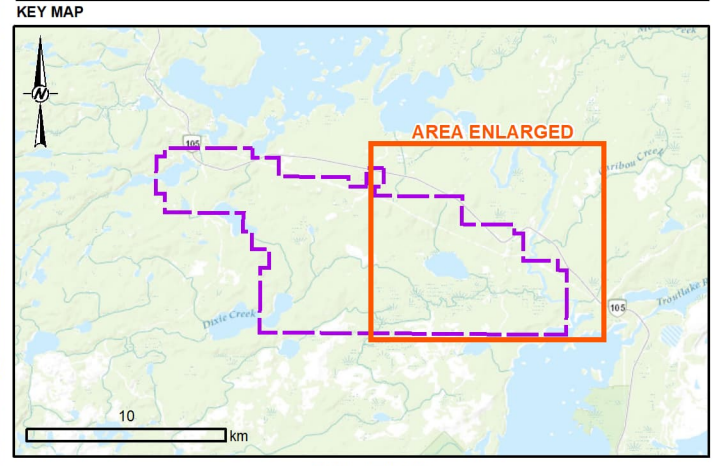 KEY MAP
N
105
AREA ENLARGED
Caribou Creek
Dixie Creek
105
Troutlake R
10
km